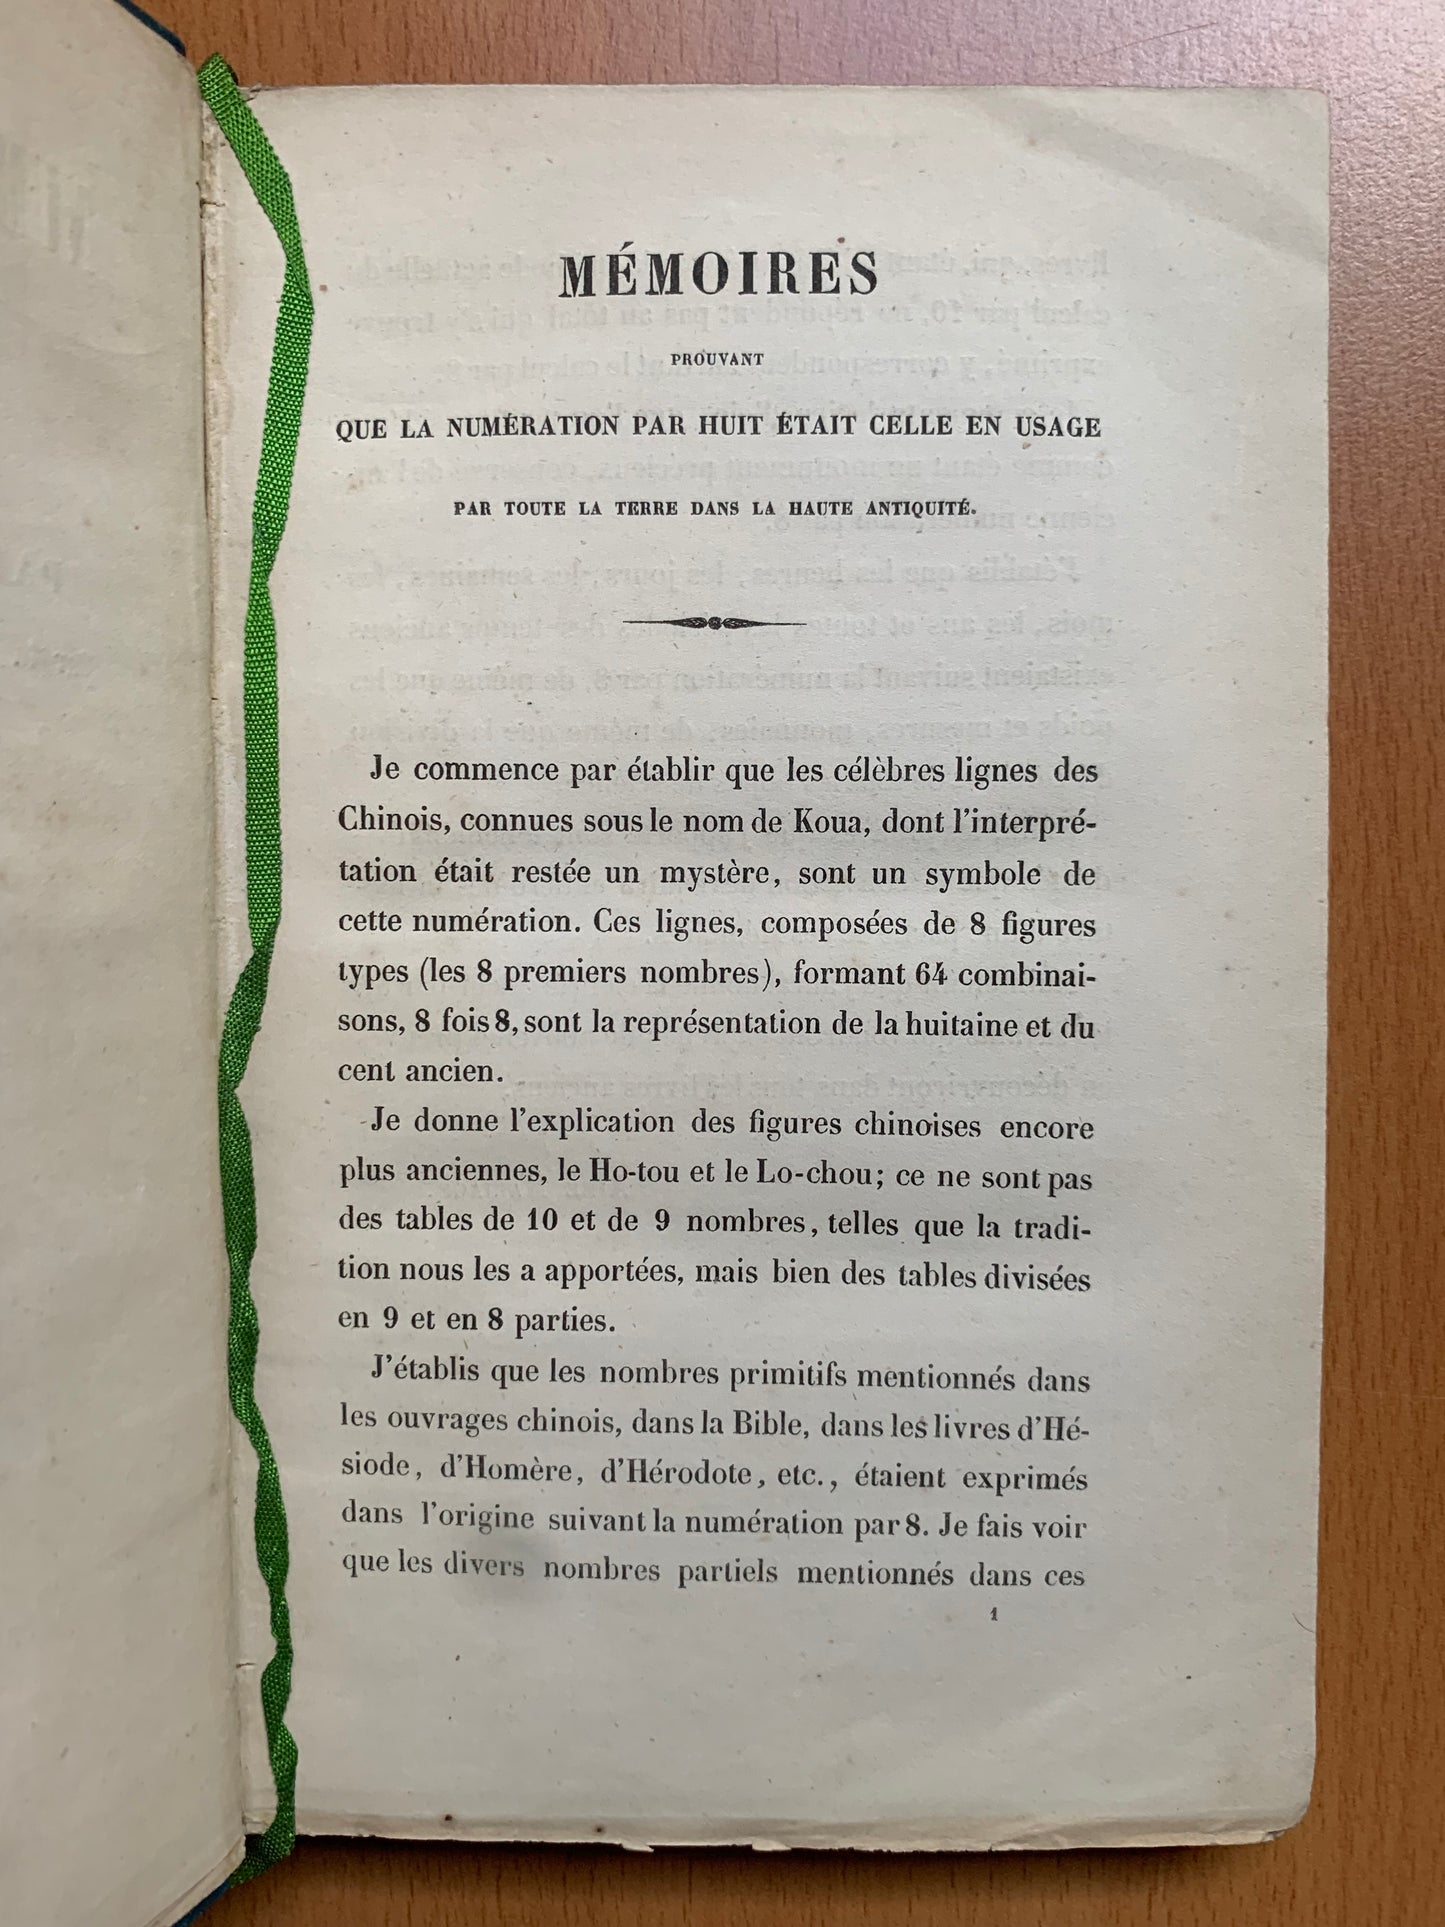 MÉMOIRES
PROUVANT
QUE LA NUMÉRATION PAR HUIT ÉTAIT CELLE EN USAGE
PAR TOUTE LA TERRE DANS LA HAUTE ANTIQUITÉ.
Je commence par établir que les célèbres lignes des
Chinois, connues sous le nom de Koua, dont l'interpré-
tation était restée un mystère, sont un symbole de
cette numération. Ces lignes, composées de 8 figures
types (les 8 premiers nombres), formant 64 combinai-
sons, 8 fois 8, sont la représentation de la huitaine et du
cent ancien.
Je donne l'explication des figures chinoises encore
plus anciennes, le Ho-tou et le Lo-chou; ce ne sont pas
des tables de 10 et de 9 nombres, telles que la tradi-
tion nous les a apportées, mais bien des tables divisées
en 9 et en 8 parties.
J'établis que les nombres primitifs mentionnés dans
les ouvrages chinois, dans la Bible, dans les livres d'Hé-
siode, d'Homère, d'Hérodote, etc., étaient exprimés
dans l'origine suivant la numération par 8. Je fais voir
que les divers nombres partiels mentionnés dans ces
1